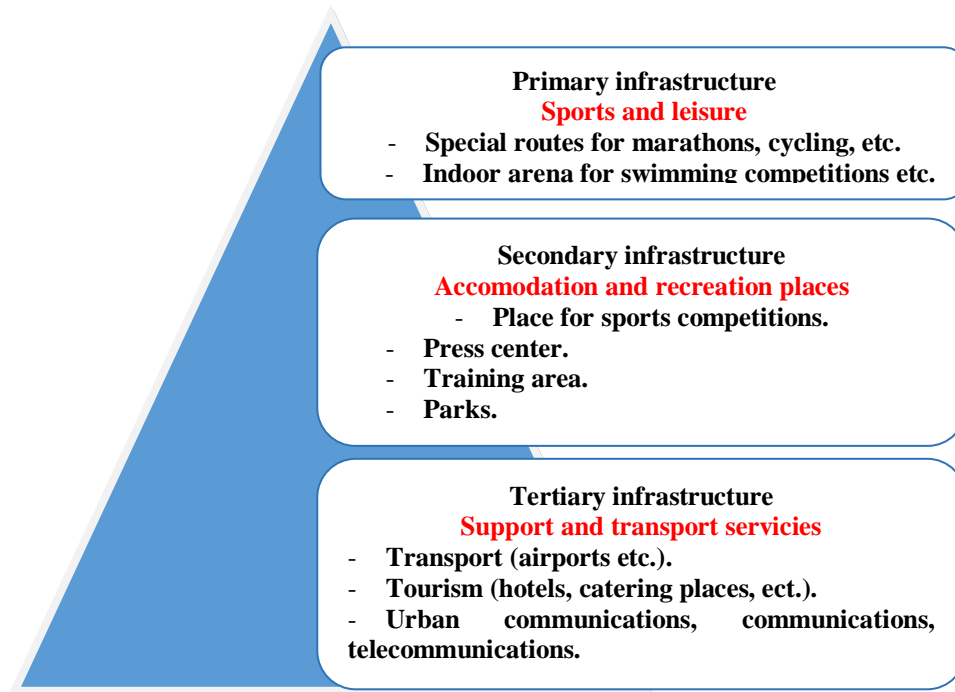 Primary infrastructure
Sports and leisure
- Special routes for marathons, cycling, etc.
- Indoor arena for swimming competitions etc.
Secondary infrastructure
Accomodation and recreation places
- Place for sports competitions.
- Press center.
- Training area.
- Parks.
Tertiary infrastructure
Support and transport servicies
- Transport (airports etc.).
- Tourism (hotels, catering places, ect.).
- Urban communications, communications,
telecommunications.